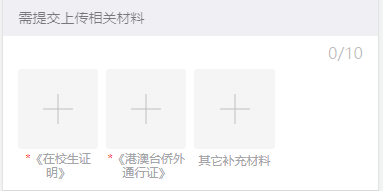 需提交上传相关材料
0/10
*《在校生证
明》
*《港澳台侨外
通行证》
其它补充材料